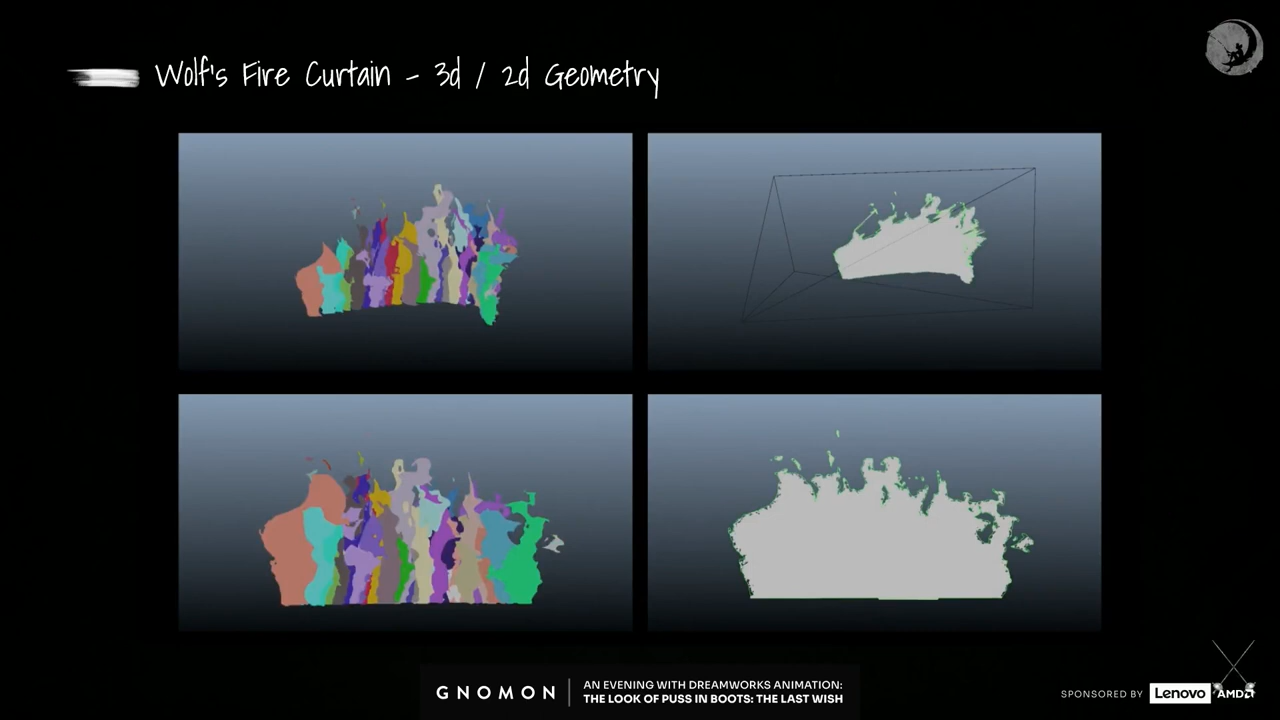 Wolf's Fire Curtain - 3d / 2d Geometry
GNOMON
AN EVENING WITH DREAMWORKS ANIMATION:
THE LOOK OF PUSS IN BOOTS: THE LAST WISH
SPONSORED BY Lenovo AMD